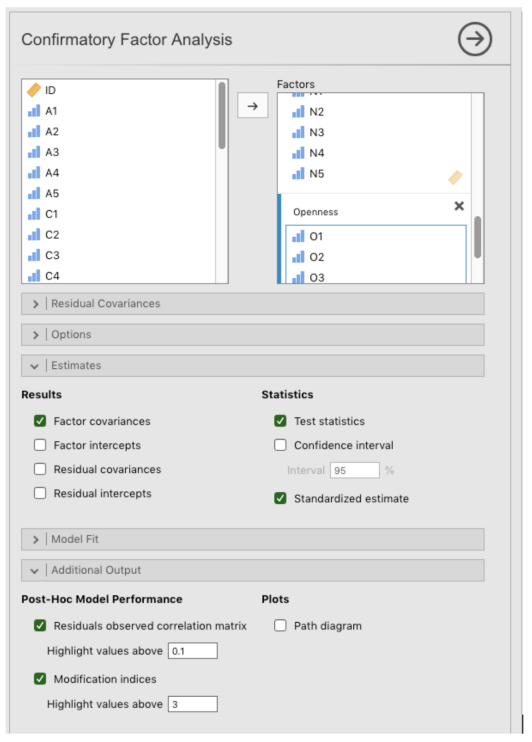 Confirmatory Factor Analysis
ID
A1
A2
A3
A4
A5
C1
C2
C3
C4
Factors
N2
N3
N4
N5
Openness
O1
O2
O3
Residual Covariances
Options
Estimates
Results
Factor covariances
Factor intercepts
Residual covariances
Residual intercepts
Statistics
Test statistics
Confidence interval
Interval 95 %
Standardized estimate
Model Fit
Additional Output
Post-Hoc Model Performance
Residuals observed correlation matrix
Highlight values above 0.1
Modification indices
Highlight values above 3
Plots
Path diagram